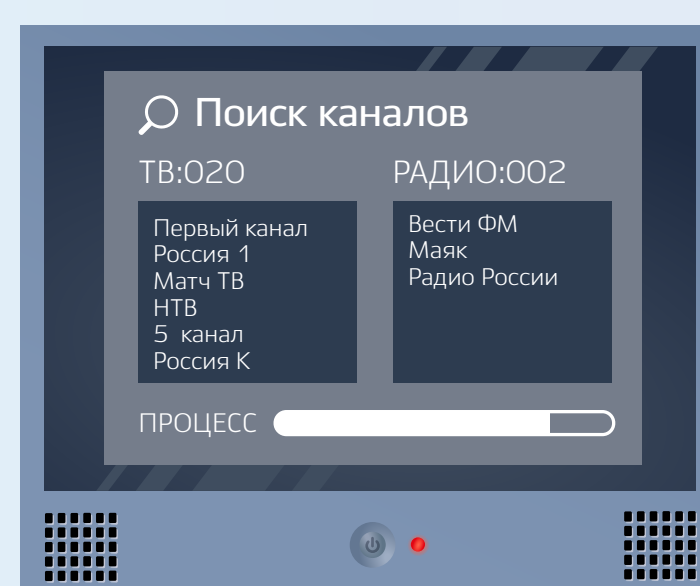 Поиск каналов
ТВ:020
РАДИО:002
Первый канал
Россия 1
Матч ТВ
НТВ
5 канал
Россия К
Вести ФМ
Маяк
Радио России
ПРОЦЕСС